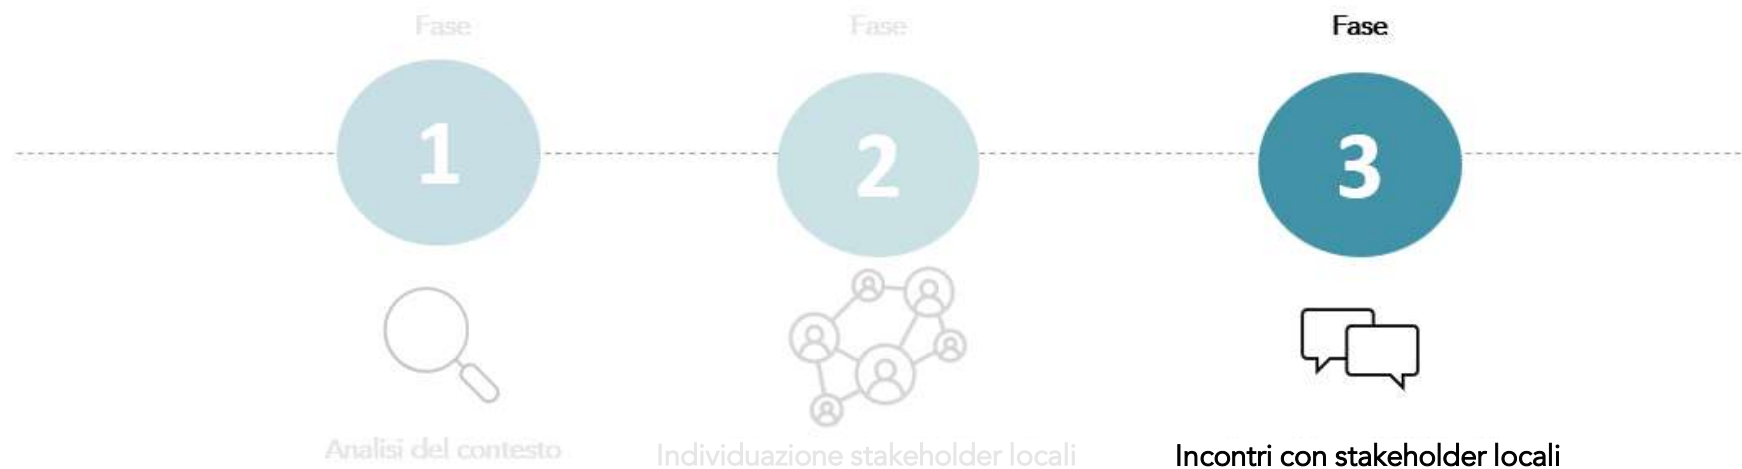 Fase
Fase
Fase
1
2
3
Analisi del contesto
Individuazione stakeholder locali
Incontri con stakeholder locali